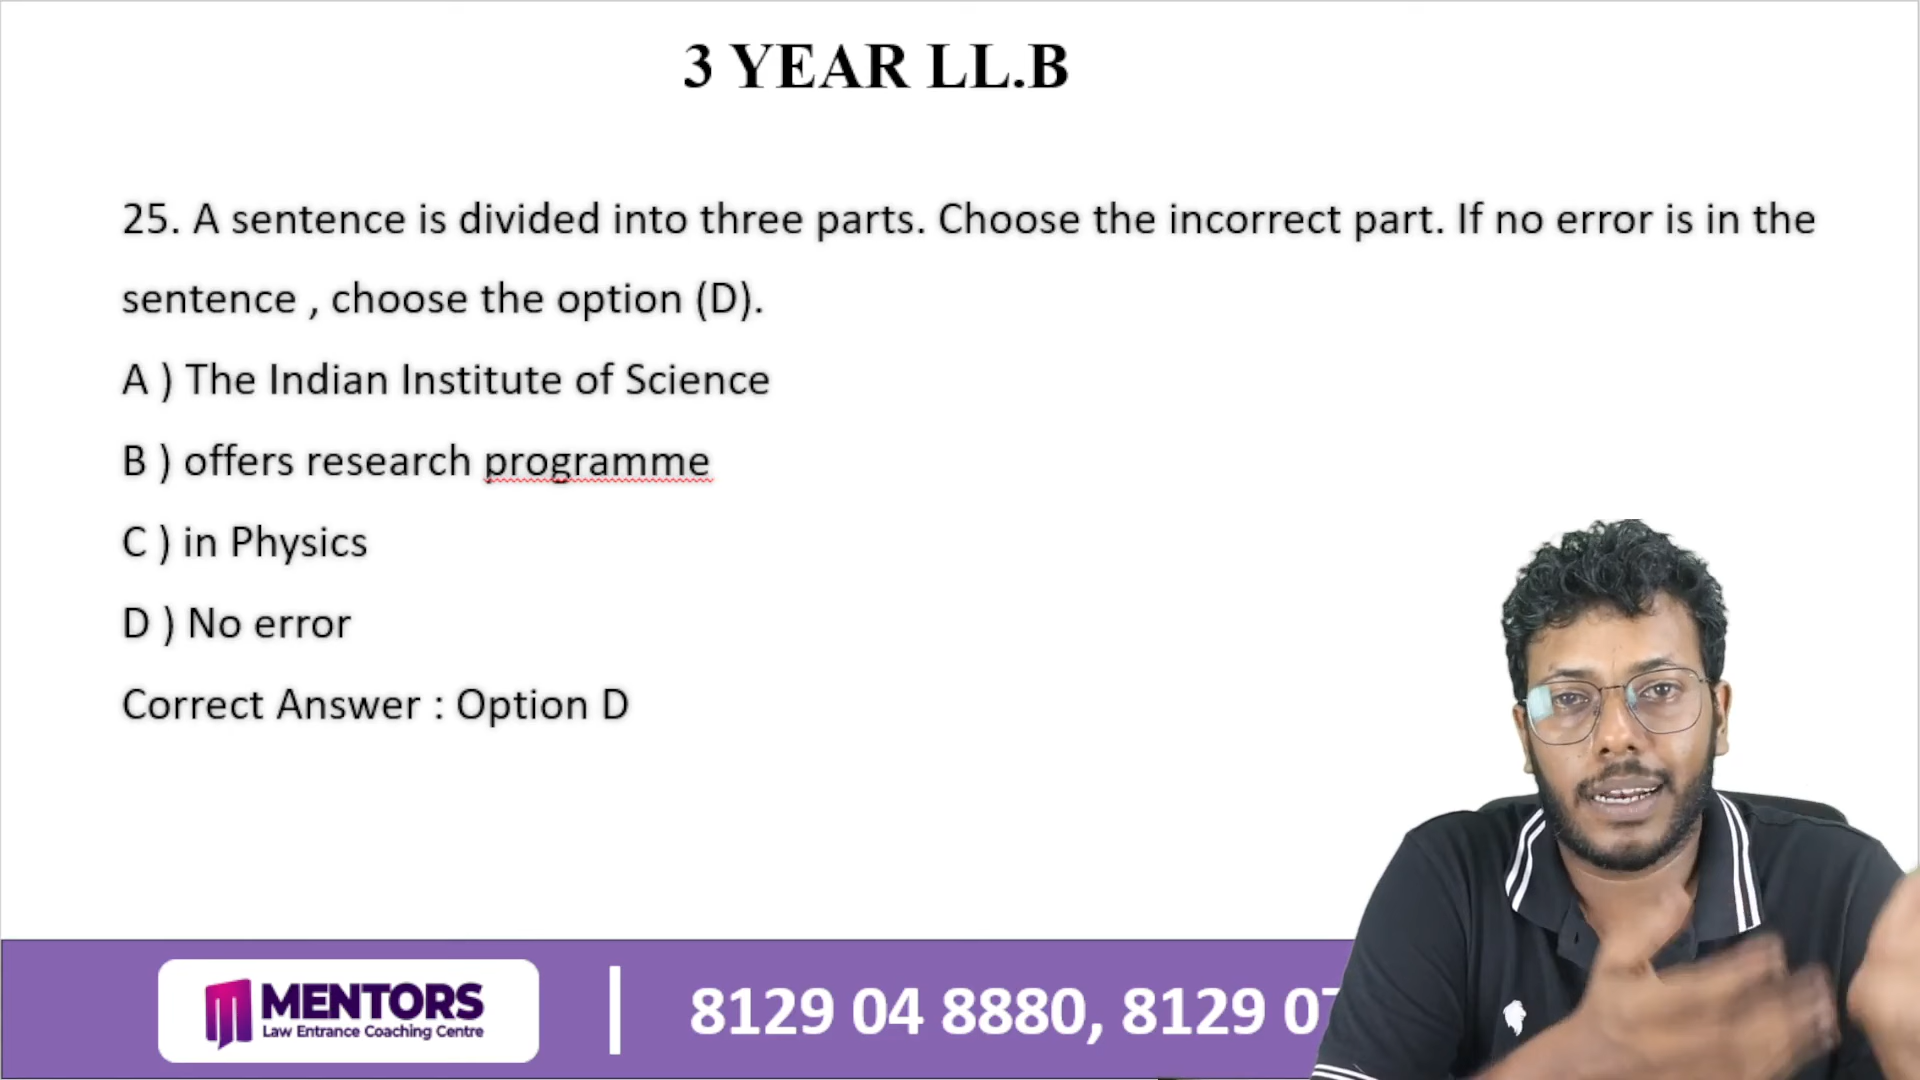 3 YEAR LL.B
25. A sentence is divided into three parts. Choose the incorrect part. If no error is in the
sentence , choose the option (D).
A ) The Indian Institute of Science
B ) offers research programme
C ) in Physics
D ) No error
Correct Answer : Option D
MENTORS
Law Entrance Coaching Centre
8129 04 8880, 8129 07